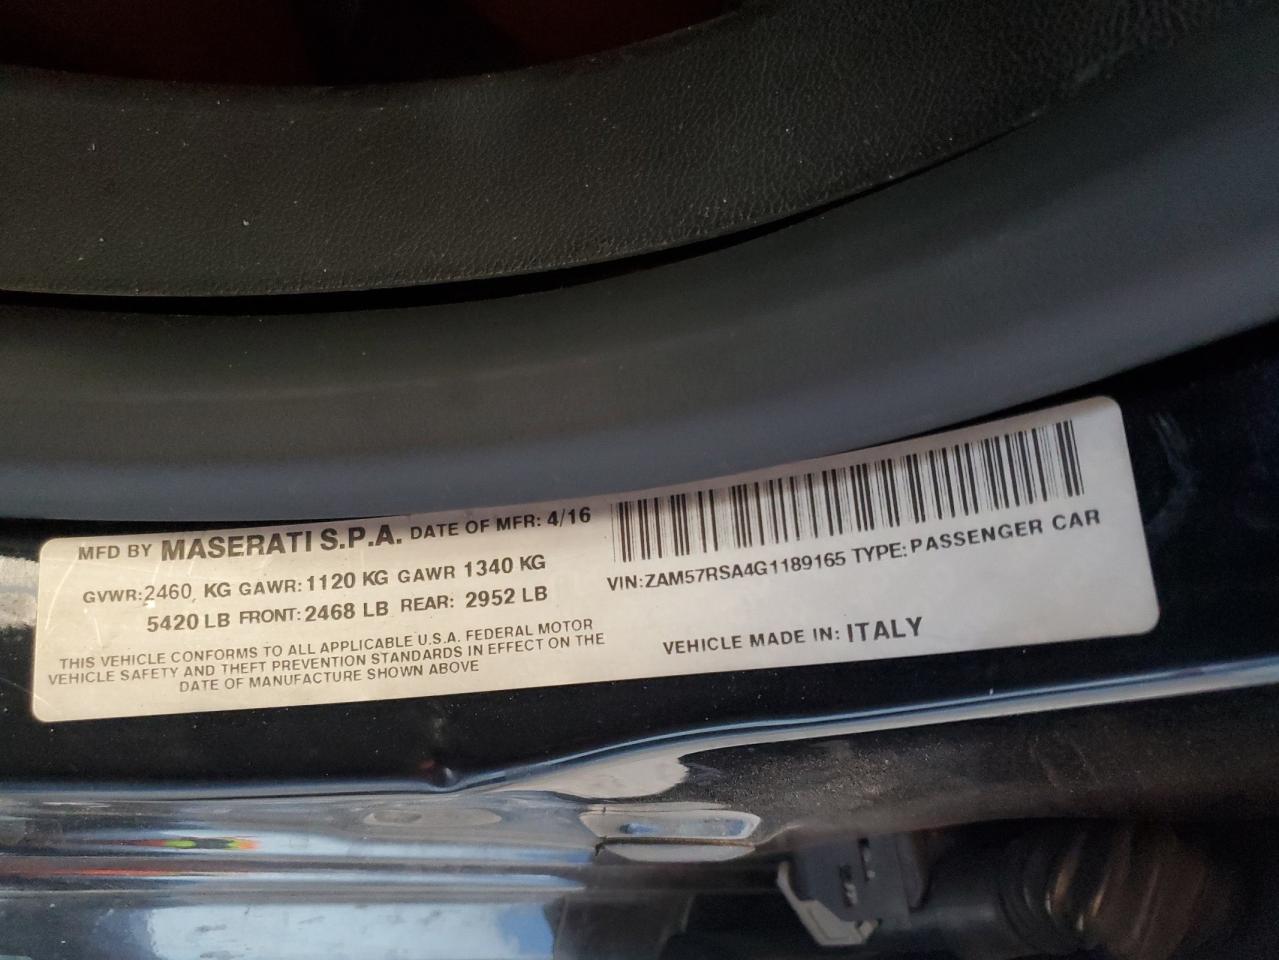 MFD BY MASERATI S.P.A. DATE OF MFR: 4/16
GVWR:2460 KG GAWR:1120 KG GAWR 1340 KG
5420 LB FRONT:2468 LB REAR: 2952 LB
THIS VEHICLE CONFORMS TO ALL APPLICABLE U.S.A. FEDERAL MOTOR
VEHICLE SAFETY AND THEFT PREVENTION STANDARDS IN EFFECT ON THE
DATE OF MANUFACTURE SHOWN ABOVE
VIN:ZAM57RSA4G1189165 TYPE:PASSENGER CAR
VEHICLE MADE IN: ITALY